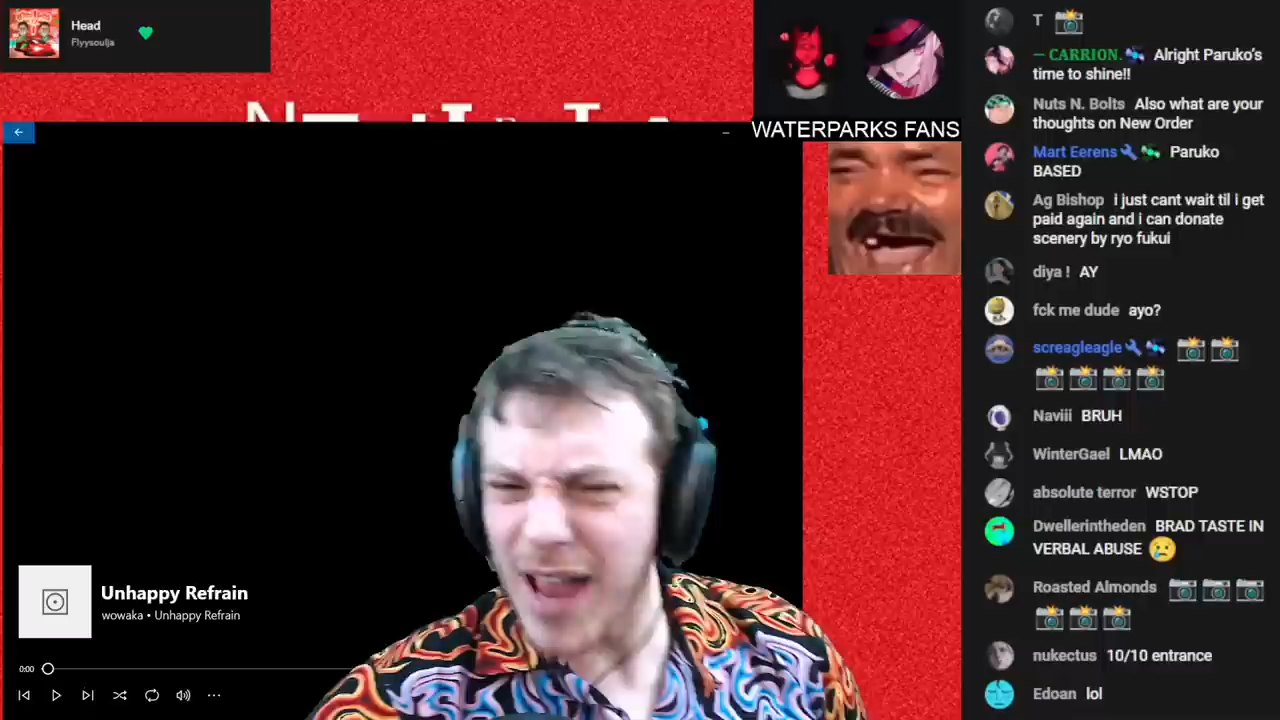 Head
Flyysoulja
WATERPARKS FANS
Unhappy Refrain
wowaka • Unhappy Refrain
0:00
T
— CARRION. Alright Paruko's
time to shine!!
Nuts N. Bolts Also what are your
thoughts on New Order
Mart Eerens Paruko
BASED
Ag Bishop i just cant wait til i get
paid again and i can donate
scenery by ryo fukui
diya ! AY
fck me dude ayo?
screagleagle
Naviii BRUH
WinterGael LMAO
absolute terror WSTOP
Dwellerintheden BRAD TASTE IN
VERBAL ABUSE
Roasted Almonds
nukectus 10/10 entrance
Edoan lol